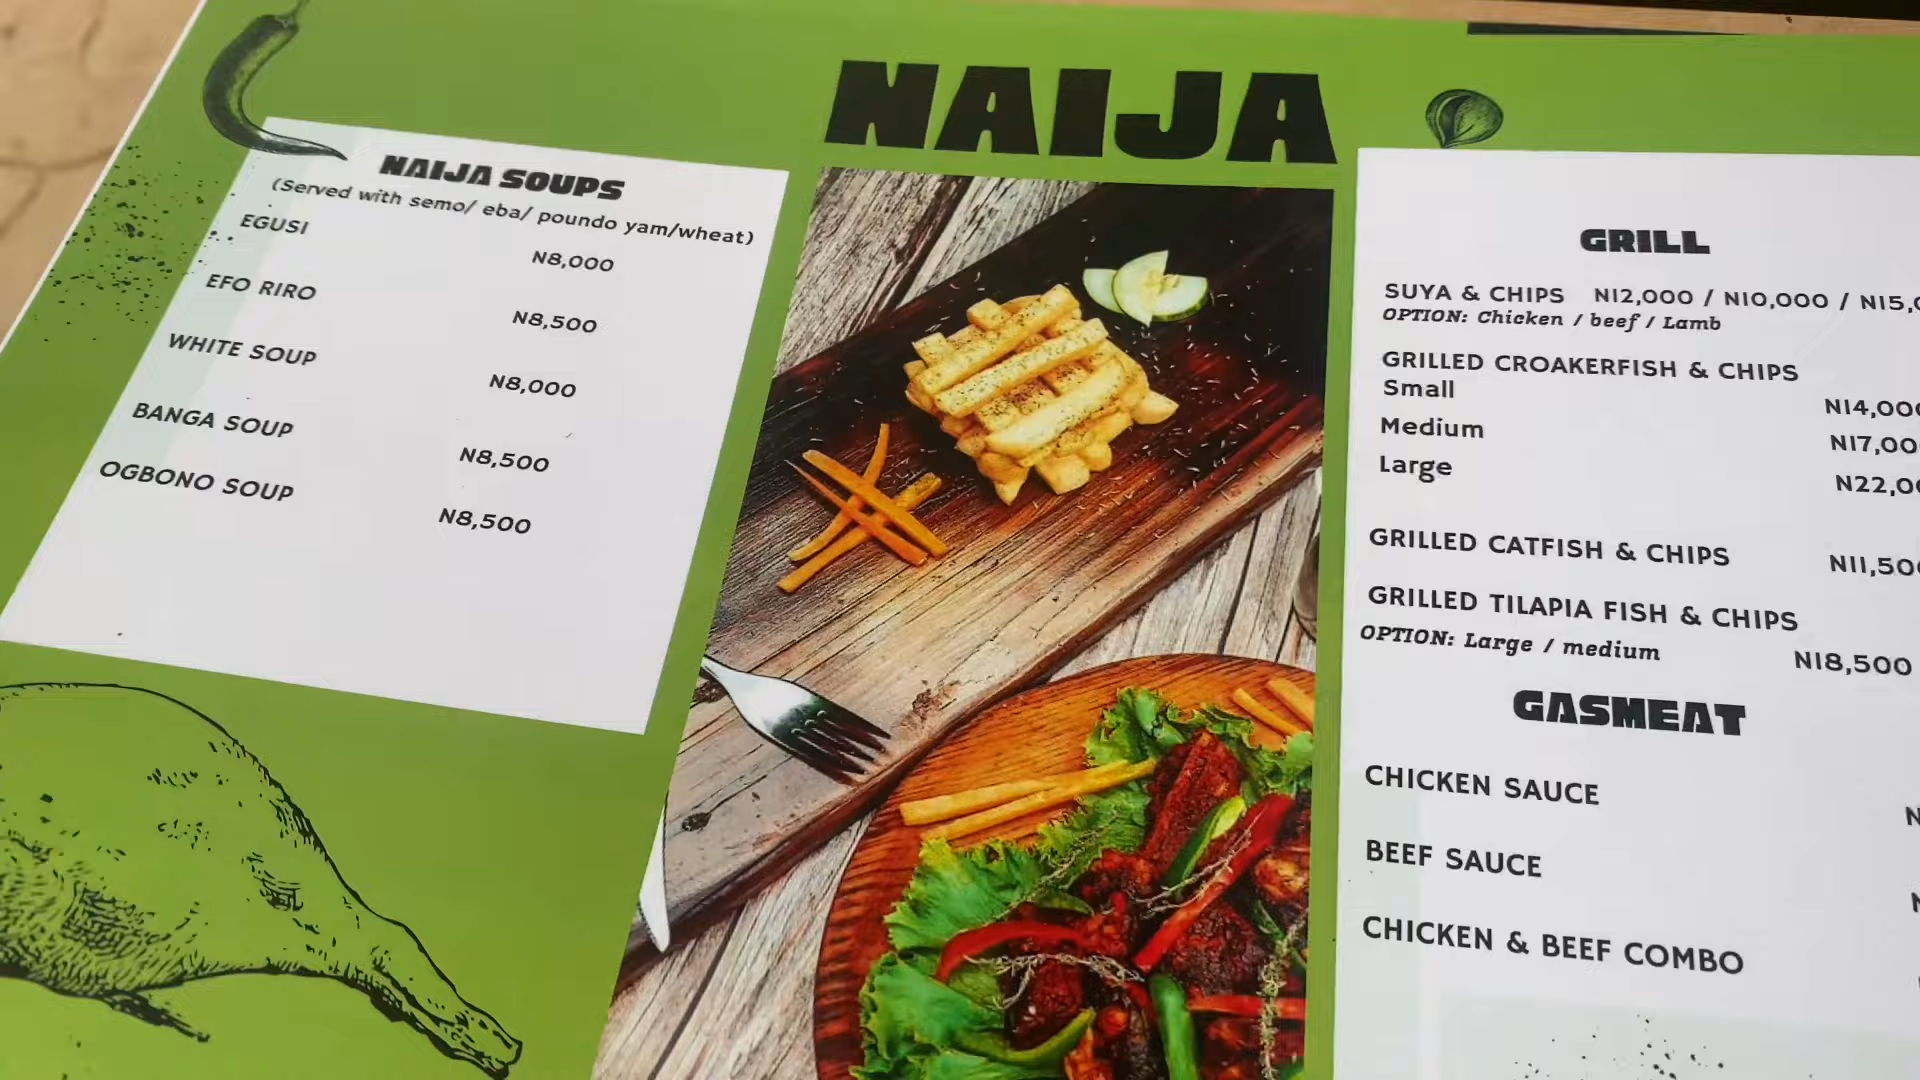 NAIJA
NAIJA SOUPS
(Served with semo/ eba/ poundo yam/wheat)
EGUSI
N8,000
EFO RIRO
N8,500
WHITE SOUP
N8,000
BANGA SOUP
N8,500
OGBONO SOUP
N8,500
GRILL
SUYA & CHIPS N12,000 / N10,000 /
OPTION: Chicken / beef / Lamb
GRILLED CROAKERFISH & CHIPS
Small
Medium
Large
GRILLED CATFISH & CHIPS
GRILLED TILAPIA FISH & CHIPS
OPTION: Large / medium
N18,500
GASMEAT
CHICKEN SAUCE
BEEF SAUCE
CHICKEN & BEEF COMBO